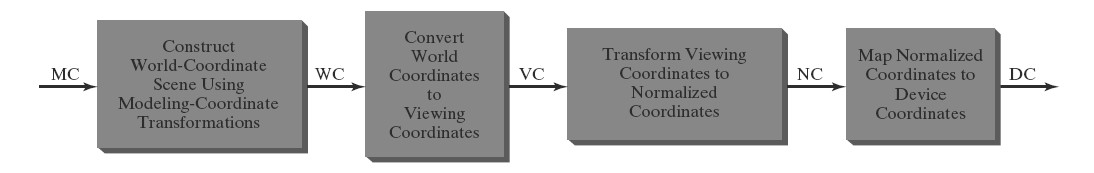 MC
Construct
World-Coordinate
Scene Using
Modeling-Coordinate
Transformations
WC
Convert
World
Coordinates
to
Viewing
Coordinates
VC
Transform Viewing
Coordinates to
Normalized
Coordinates
NC
Map Normalized
Coordinates to
Device
Coordinates
DC